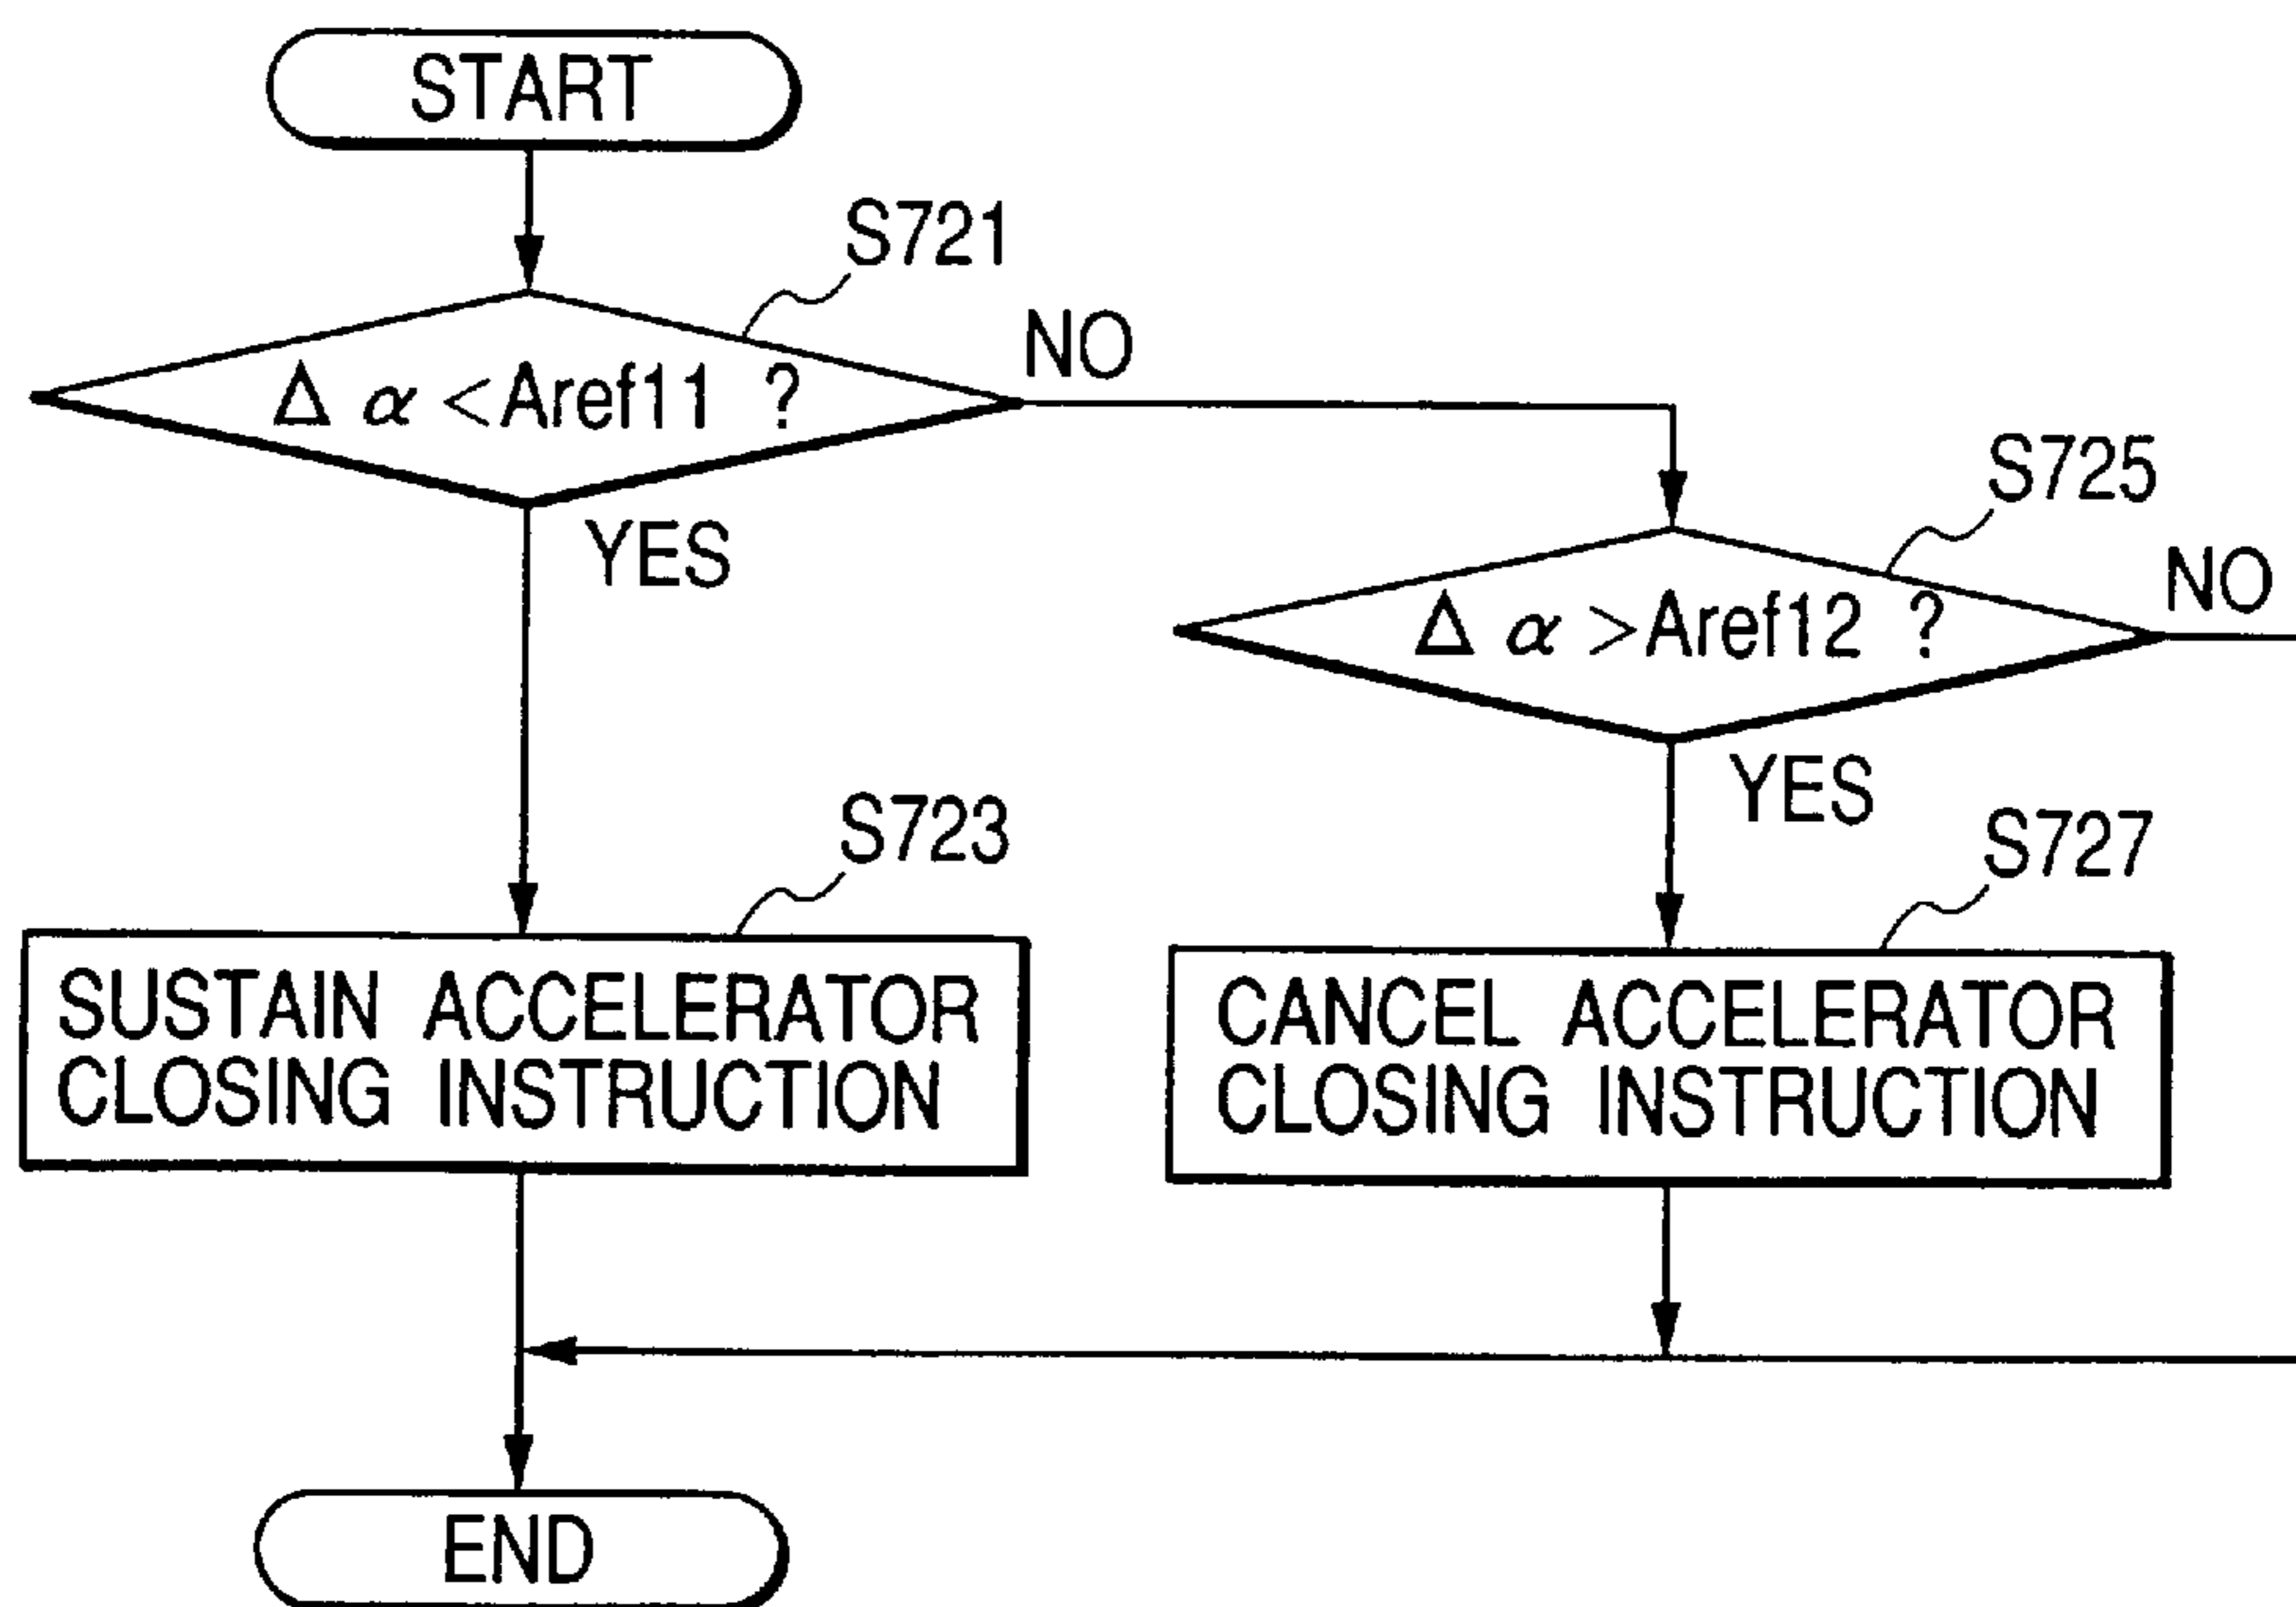 START
S721
NO
Δ α <Aref11 ?
YES
S725
NO
Δ α >Aref12 ?
YES
S723
S727
SUSTAIN ACCELERATOR
CLOSING INSTRUCTION
CANCEL ACCELERATOR
CLOSING INSTRUCTION
END